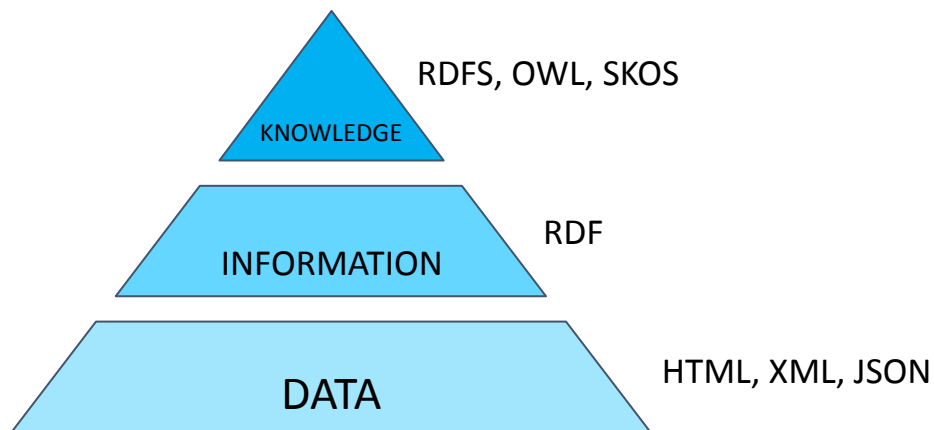 RDFS, OWL, SKOS
KNOWLEDGE
RDF
INFORMATION
HTML, XML, JSON
DATA